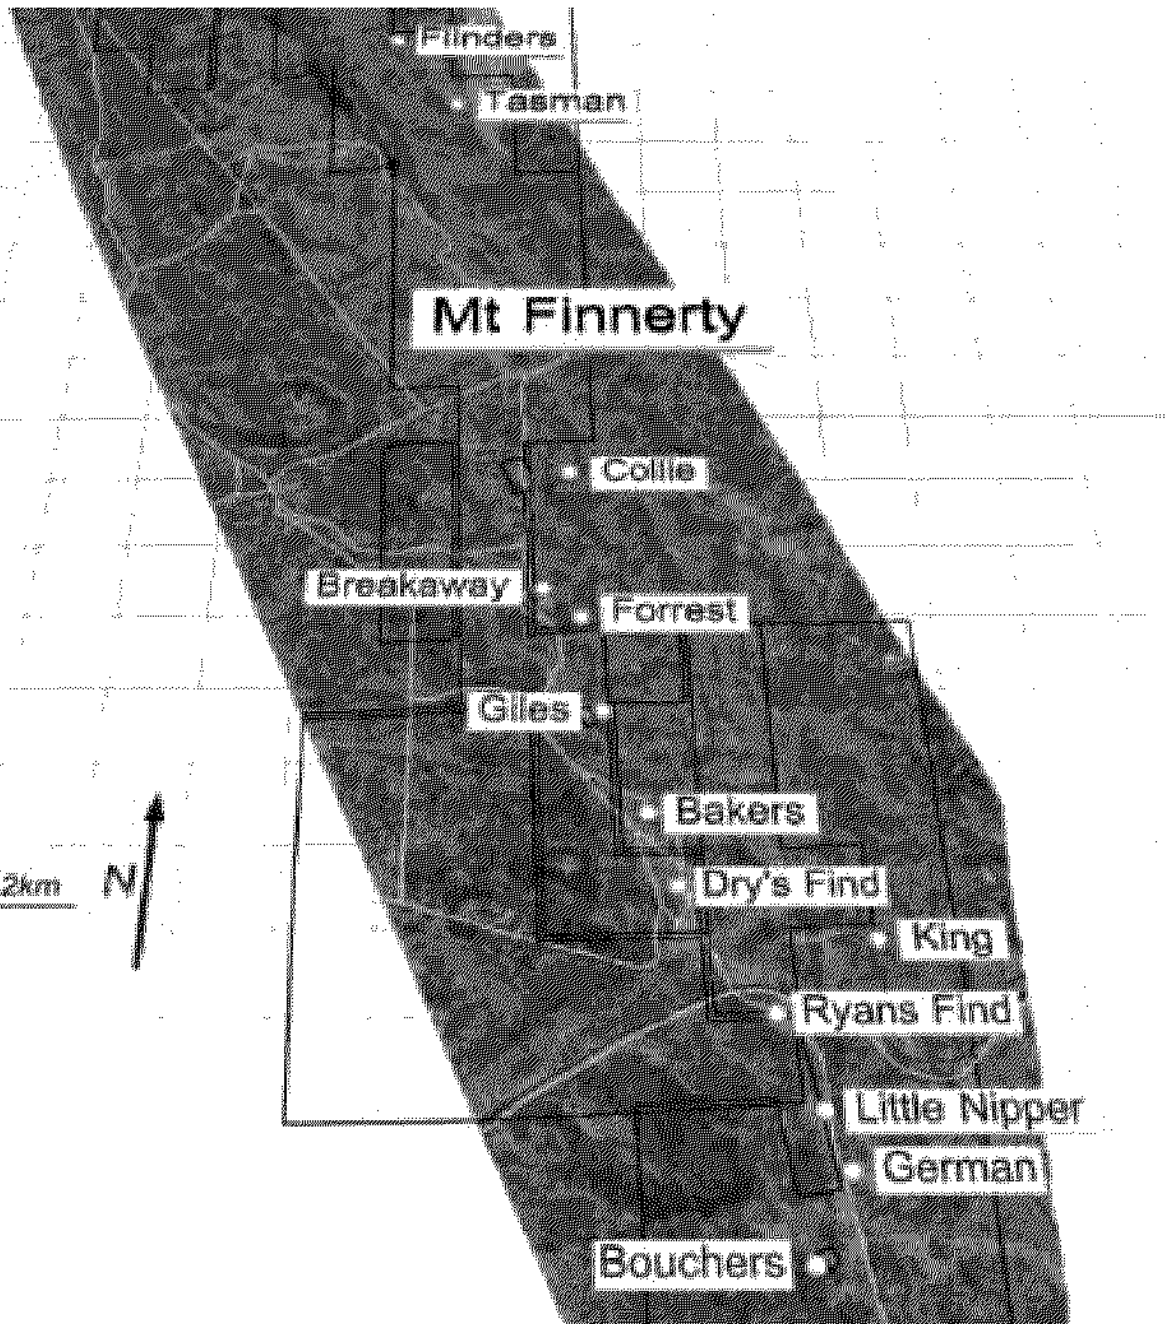 Flinders
Tasman
Mt Finnerty
Collie
Breakaway
Forrest
Giles
Bakers
2km
N
Dry's Find
King
Ryans Find
Little Nipper
German
Bouchers